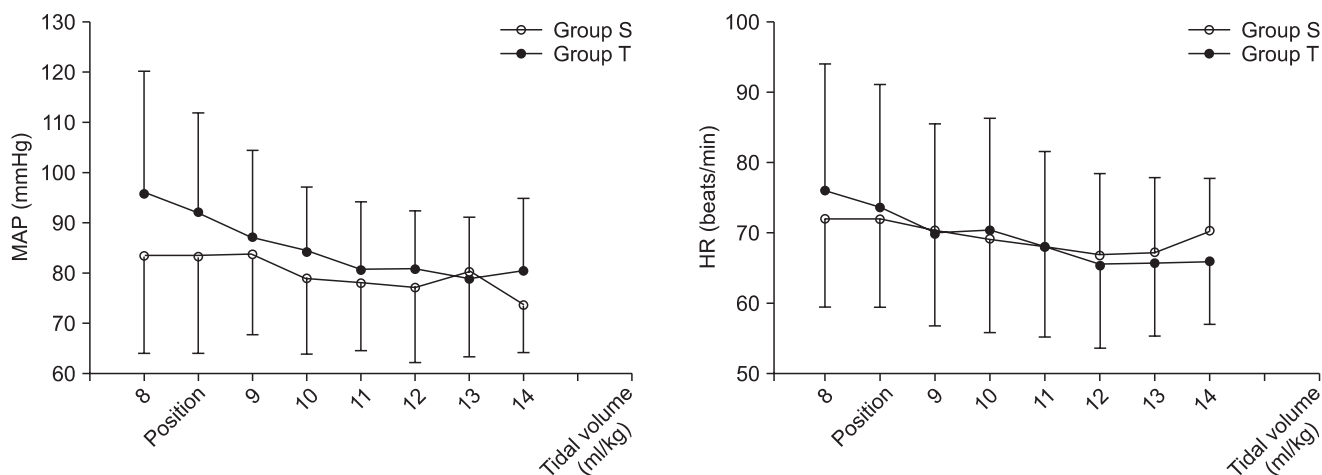 130
120
110
100
90
80
70
60
MAP (mmHg)
Group S
Group T
8
Position
9
10
11
12
13
14
Tidal volume
(ml/kg)
100
90
80
70
60
50
HR (beats/min)
Group S
Group T
8
Position
9
10
11
12
13
14
Tidal volume
(ml/kg)